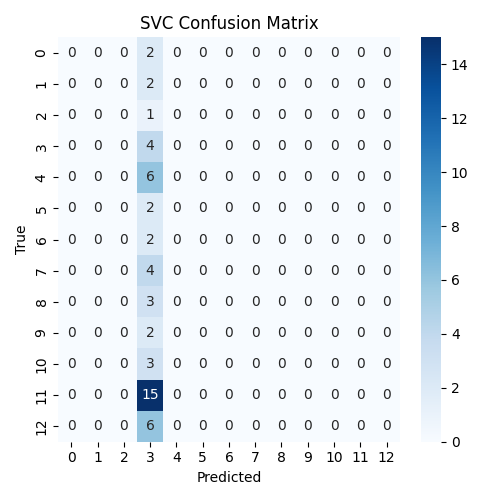 SVC Confusion Matrix
True
0 0 0 0 2 0 0 0 0 0 0 0 0 0
1 0 0 0 2 0 0 0 0 0 0 0 0 0
2 0 0 0 1 0 0 0 0 0 0 0 0 0
3 0 0 0 4 0 0 0 0 0 0 0 0 0
4 0 0 0 6 0 0 0 0 0 0 0 0 0
5 0 0 0 2 0 0 0 0 0 0 0 0 0
6 0 0 0 2 0 0 0 0 0 0 0 0 0
7 0 0 0 4 0 0 0 0 0 0 0 0 0
8 0 0 0 3 0 0 0 0 0 0 0 0 0
9 0 0 0 2 0 0 0 0 0 0 0 0 0
10 0 0 0 3 0 0 0 0 0 0 0 0 0
11 0 0 0 15 0 0 0 0 0 0 0 0 0
12 0 0 0 6 0 0 0 0 0 0 0 0 0
0 1 2 3 4 5 6 7 8 9 10 11 12
Predicted
14
12
10
8
6
4
2
0